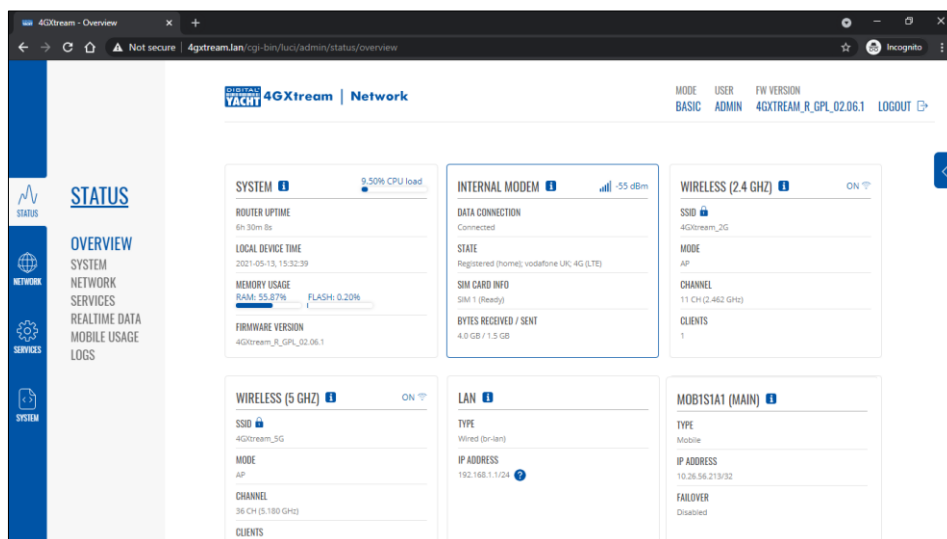 4GXtream - Overview
Not secure | 4gxtream.lan/cgi-bin/luci/admin/status/overview
Incognito
DIGITAL YACHT 4GXtream | Network
MODE USER FW VERSION
BASIC ADMIN 4GXTREAM_R_GPL_02.06.1 LOGOUT
STATUS
NETWORK
SERVICES
SYSTEM
STATUS
OVERVIEW
SYSTEM
NETWORK
SERVICES
REALTIME DATA
MOBILE USAGE
LOGS
SYSTEM 9.50% CPU load
ROUTER UPTIME
6h 30m 8s
LOCAL DEVICE TIME
2021-05-13, 15:32:39
MEMORY USAGE
RAM: 55.87% FLASH: 0.20%
FIRMWARE VERSION
4GXtream_R_GPL_02.06.1
INTERNAL MODEM -55 dBm
DATA CONNECTION
Connected
STATE
Registered (home); vodafone UK; 4G (LTE)
SIM CARD INFO
SIM 1 (Ready)
BYTES RECEIVED / SENT
4.0 GB / 1.5 GB
WIRELESS (2.4 GHZ) ON
SSID
4GXtream_2G
MODE
AP
CHANNEL
11 CH (2.462 GHz)
CLIENTS
1
WIRELESS (5 GHZ) ON
SSID
4GXtream_5G
MODE
AP
CHANNEL
36 CH (5.180 GHz)
CLIENTS
LAN
TYPE
Wired (br-lan)
IP ADDRESS
192.168.1.1/24
MOB1S1A1 (MAIN)
TYPE
Mobile
IP ADDRESS
10.26.56.213/32
FAILOVER
Disabled